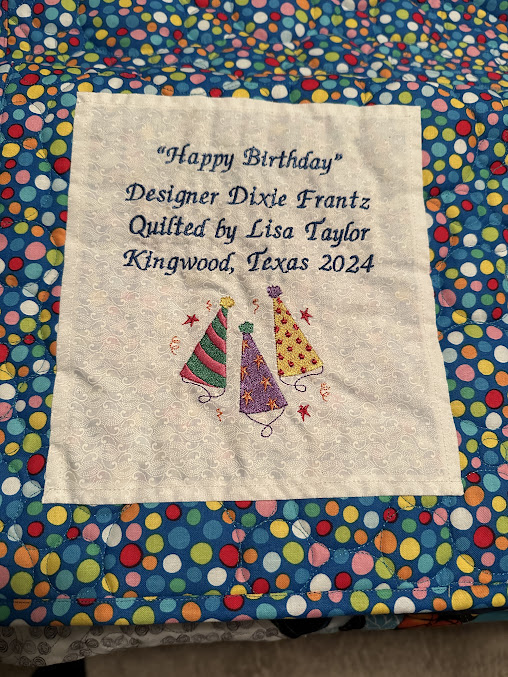 "Happy Birthday"
Designer Dixie Frantz
Quilted by Lisa Taylor
Kingwood, Texas 2024